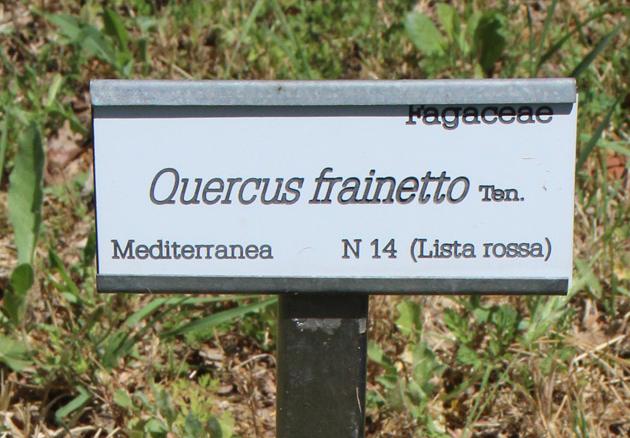 Fagaceae
Quercus frainetto Ten.
Mediterranea N 14 (Lista rossa)